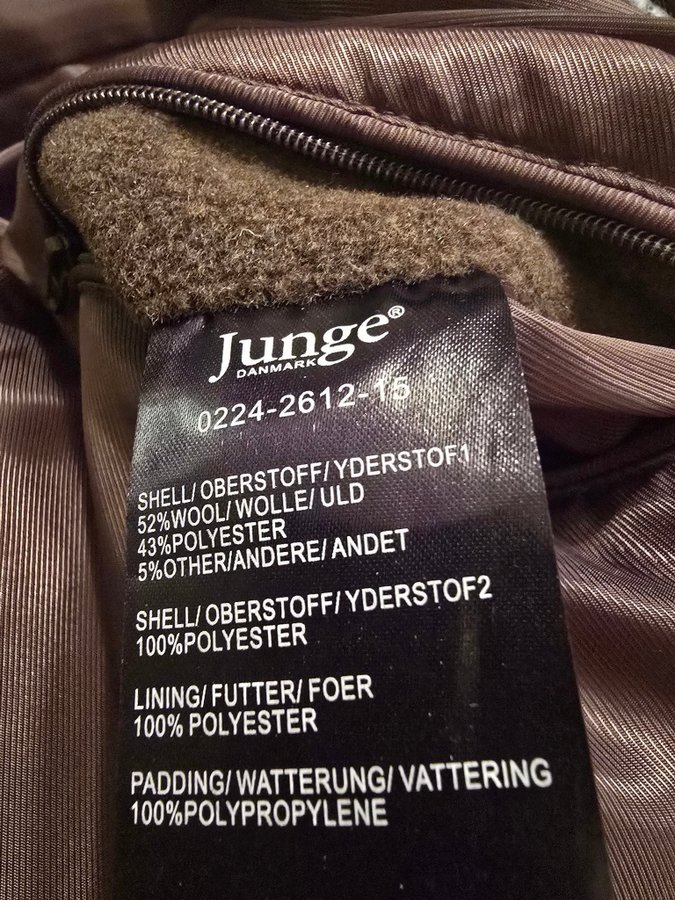 Junge®
DANMARK
0224-2612-15
SHELL/ OBERSTOFF/ YDERSTOF1
52%WOOL/ WOLLE/ ULD
43%POLYESTER
5%OTHER/ANDERE/ ANDET
SHELL/ OBERSTOFF/ YDERSTOF2
100%POLYESTER
LINING/ FUTTER/ FOER
100% POLYESTER
PADDING/ WATTERUNG/ VATTERING
100%POLYPROPYLENE